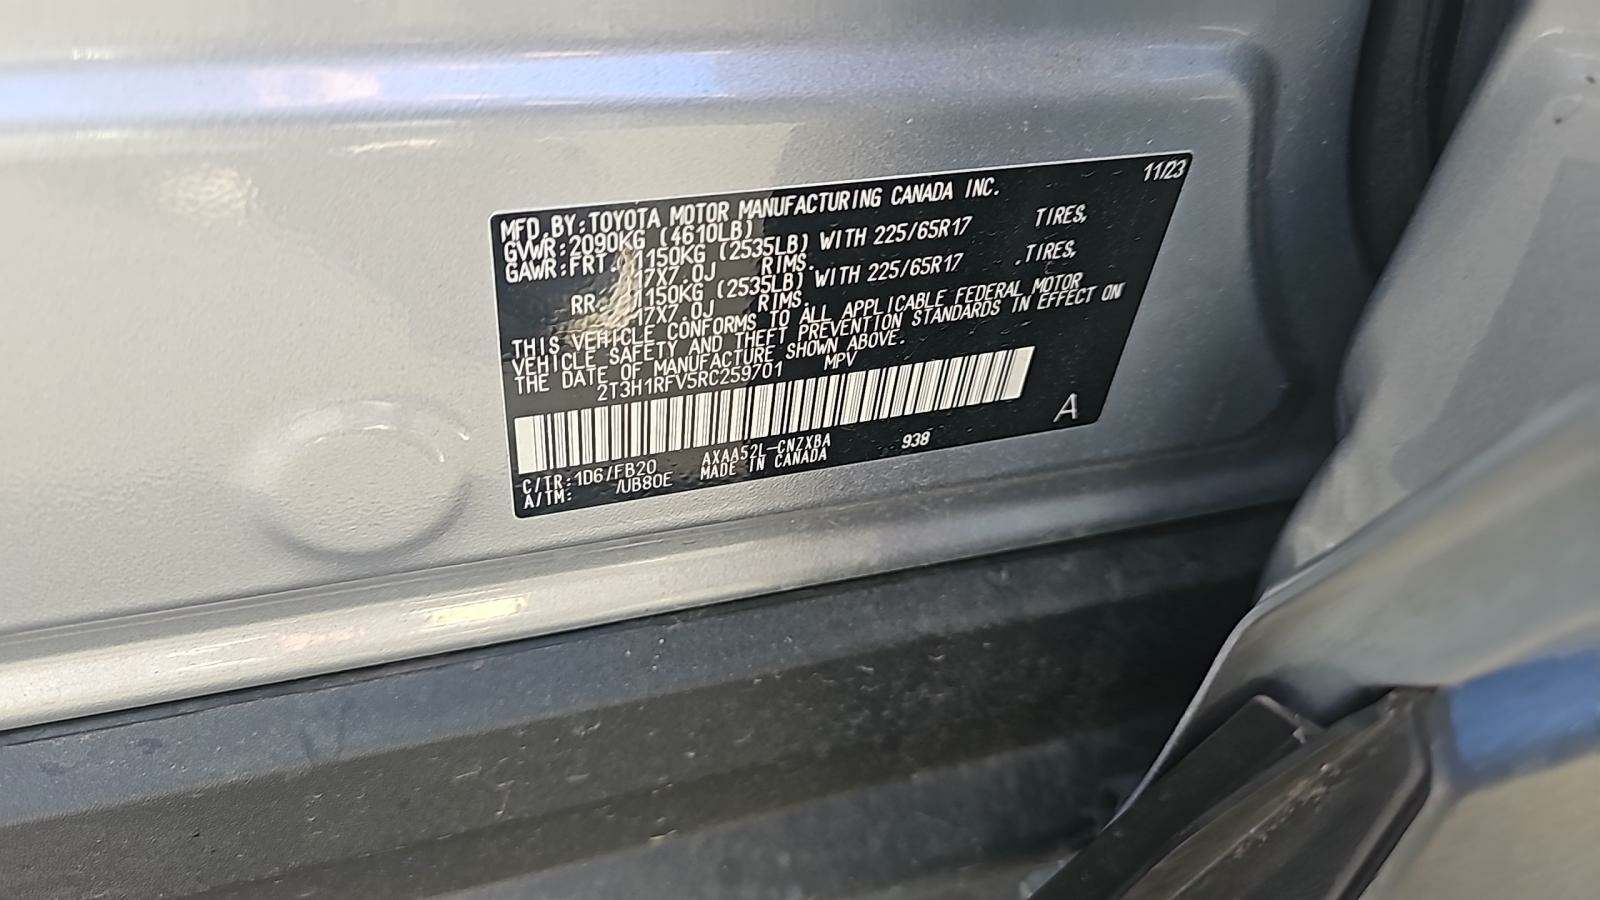 11/23
MFD.BY:TOYOTA MOTOR MANUFACTURING CANADA INC.
GVWR:2090KG (4610LB)
GAWR:FRT. 1150KG (2535LB) WITH 225/65R17 TIRES,
17X7.0J RIMS.
RR. 1150KG (2535LB) WITH 225/65R17 .TIRES,
17X7.0J RIMS.
THIS VEHICLE CONFORMS TO ALL APPLICABLE FEDERAL MOTOR
VEHICLE SAFETY AND THEFT PREVENTION STANDARDS IN EFFECT ON
THE DATE OF MANUFACTURE SHOWN ABOVE.
2T3H1RFV5RC259701 MPV
A
C/TR:1D6/FB20 AXAA52L-CNZXBA 938
A/TM: /UB80E MADE IN CANADA